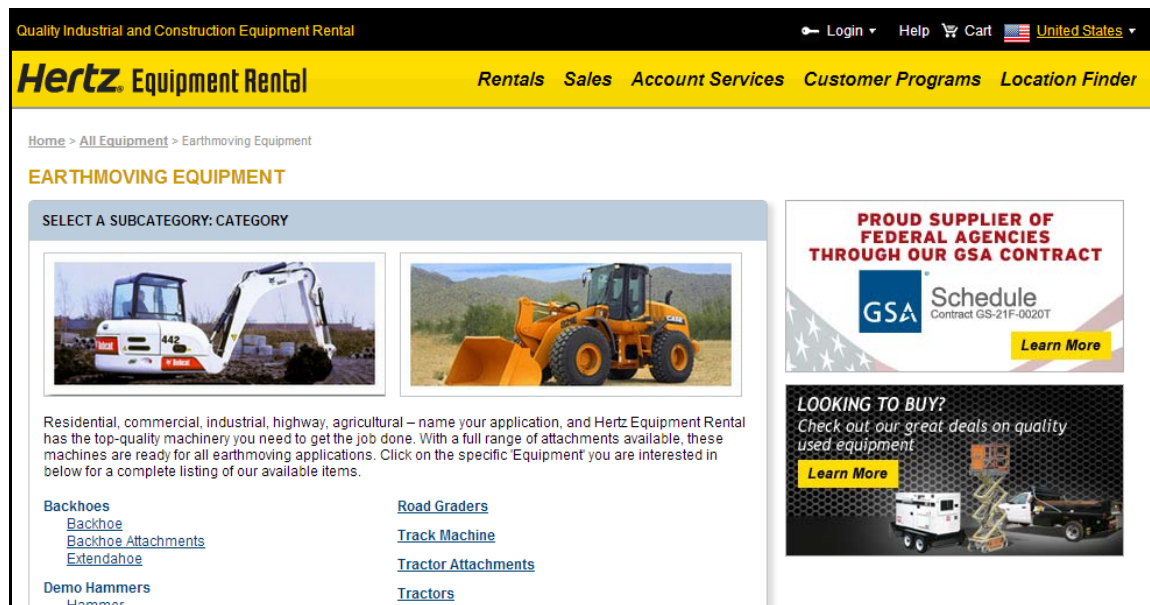 Quality Industrial and Construction Equipment Rental
Login Help Cart United States
Hertz. Equipment Rental
Rentals Sales Account Services Customer Programs Location Finder
Home > All Equipment > Earthmoving Equipment
EARTHMOVING EQUIPMENT
SELECT A SUBCATEGORY: CATEGORY
442
Bobcat
Bobcat
CASE
Residential, commercial, industrial, highway, agricultural – name your application, and Hertz Equipment Rental
has the top-quality machinery you need to get the job done. With a full range of attachments available, these
machines are ready for all earthmoving applications. Click on the specific 'Equipment' you are interested in
below for a complete listing of our available items.
Backhoes
Backhoe
Backhoe Attachments
Extendahoe
Demo Hammers
Hammer
Road Graders
Track Machine
Tractor Attachments
Tractors
PROUD SUPPLIER OF
FEDERAL AGENCIES
THROUGH OUR GSA CONTRACT
GSA
Schedule
Contract GS-21F-0020T
Learn More
LOOKING TO BUY?
Check out our great deals on quality
used equipment
Learn More